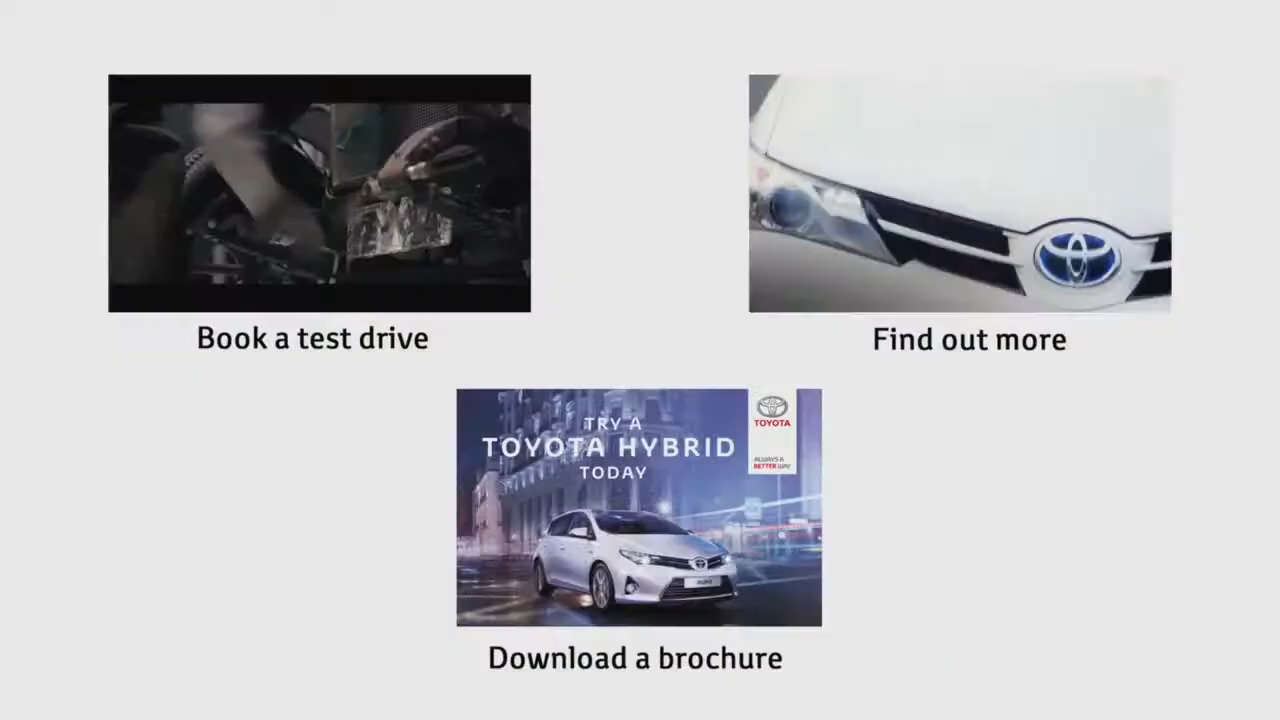 Book a test drive
Find out more
TRY A
TOYOTA HYBRID
TODAY
TOYOTA
ALWAYS A
BETTER WAY
Download a brochure